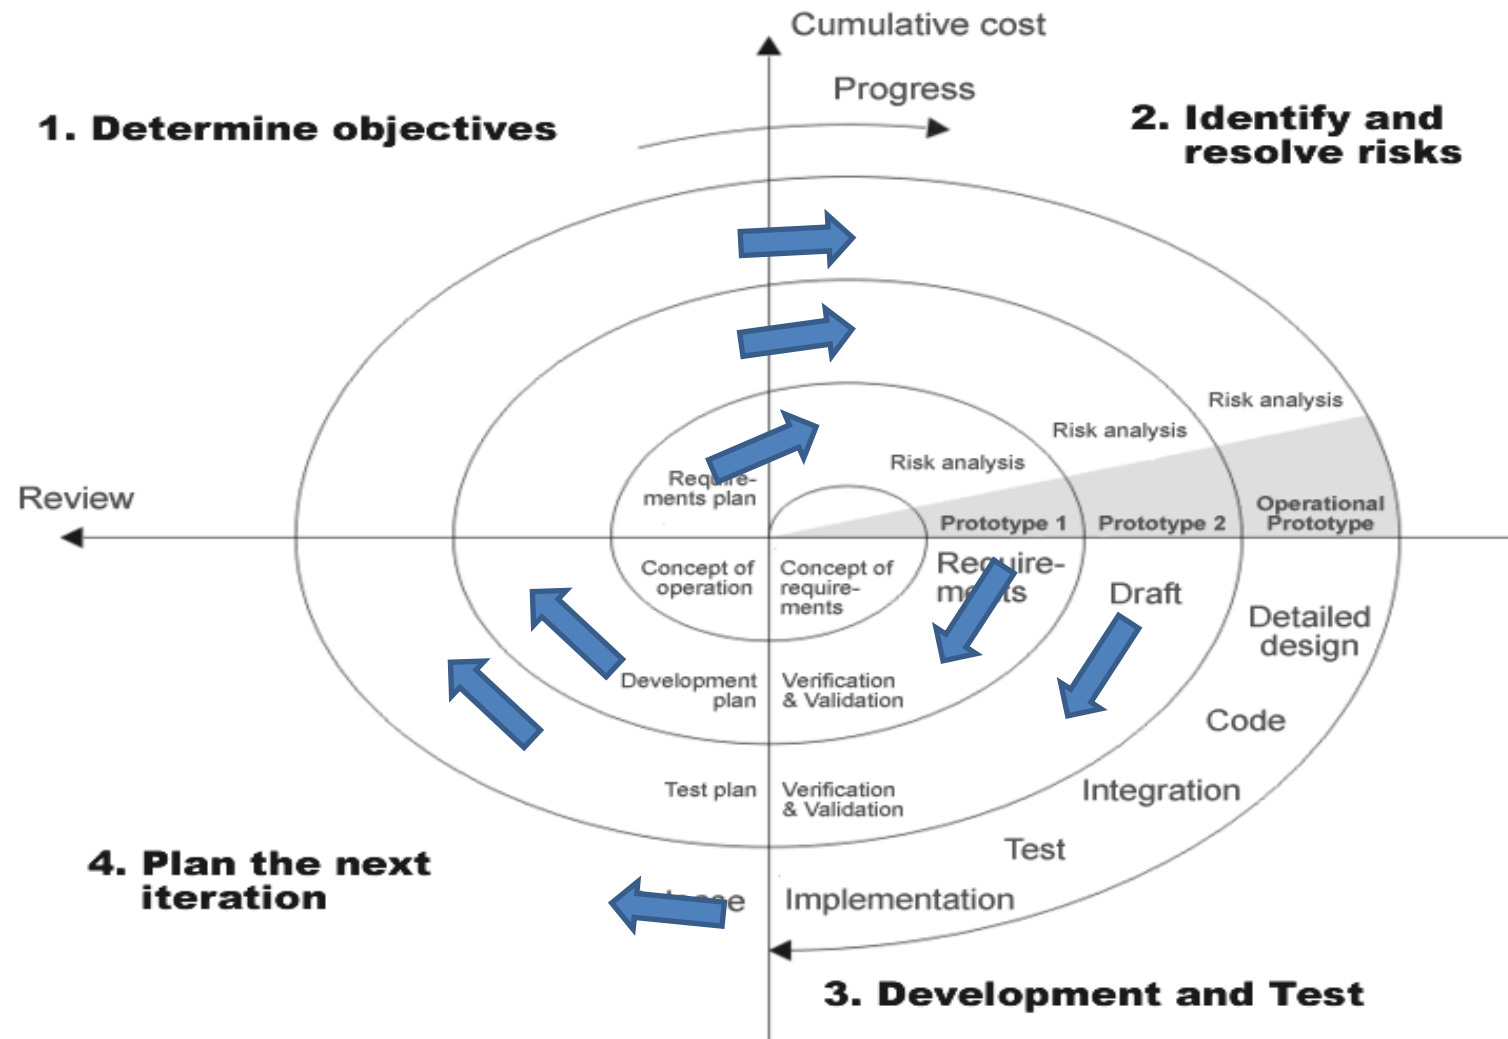 Cumulative cost
Progress
1. Determine objectives
2. Identify and
resolve risks
Risk analysis
Risk analysis
Risk analysis
Require-
ments plan
Review
Operational
Prototype
Prototype 1
Prototype 2
Concept of
operation
Concept of
require-
ments
Require-
ments
Draft
Detailed
design
Development
plan
Verification
& Validation
Code
Test plan
Verification
& Validation
Integration
Test
4. Plan the next
iteration
Implementation
3. Development and Test